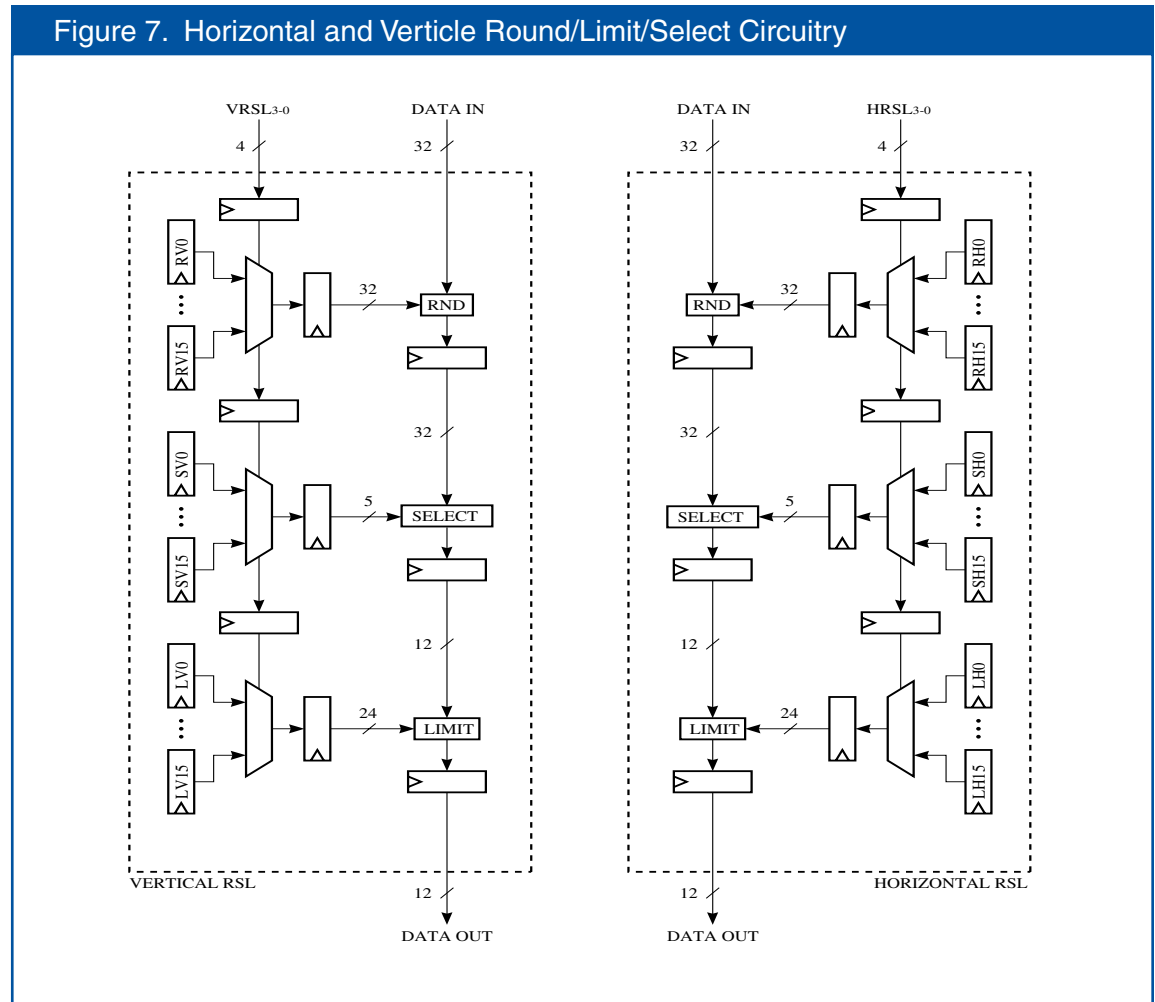 Figure 7. Horizontal and Verticle Round/Limit/Select Circuitry
VRSL3-0
DATA IN
4
32
RV0
RV15
32
RND
32
SV0
SV15
5
SELECT
12
LV0
LV15
24
LIMIT
VERTICAL RSL
12
DATA OUT
DATA IN
HRSL3-0
32
4
RND
32
RH0
RH15
32
SELECT
5
SH0
SH15
12
LIMIT
24
LH0
LH15
HORIZONTAL RSL
12
DATA OUT